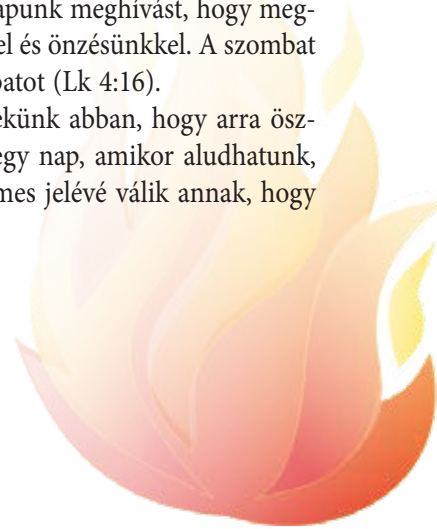 apunk meghívást, hogy meg-
el és önzésünkkel. A szombat
batot (Lk 4:16).
ekünk abban, hogy arra ösz-
egy nap, amikor aludhatunk,
mes jelévé válik annak, hogy